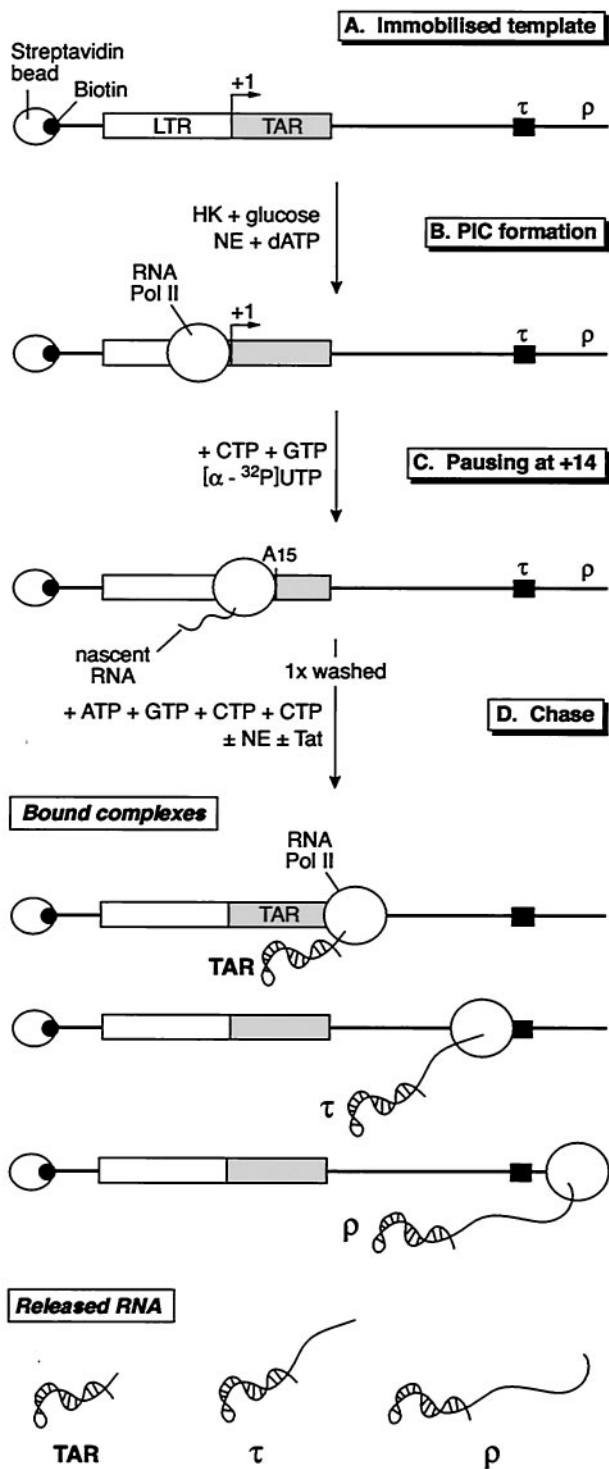 A. Immobilised template
Streptavidin
bead
Biotin
+1
LTR
TAR
τ
ρ
HK + glucose
NE + dATP
B. PIC formation
RNA
Pol II
+1
τ
ρ
+ CTP + GTP
[α - ³²P]UTP
C. Pausing at +14
A15
τ
ρ
nascent
RNA
1x washed
+ ATP + GTP + CTP + CTP
± NE ± Tat
D. Chase
Bound complexes
RNA
Pol II
TAR
TAR
τ
ρ
Released RNA
TAR
τ
ρ